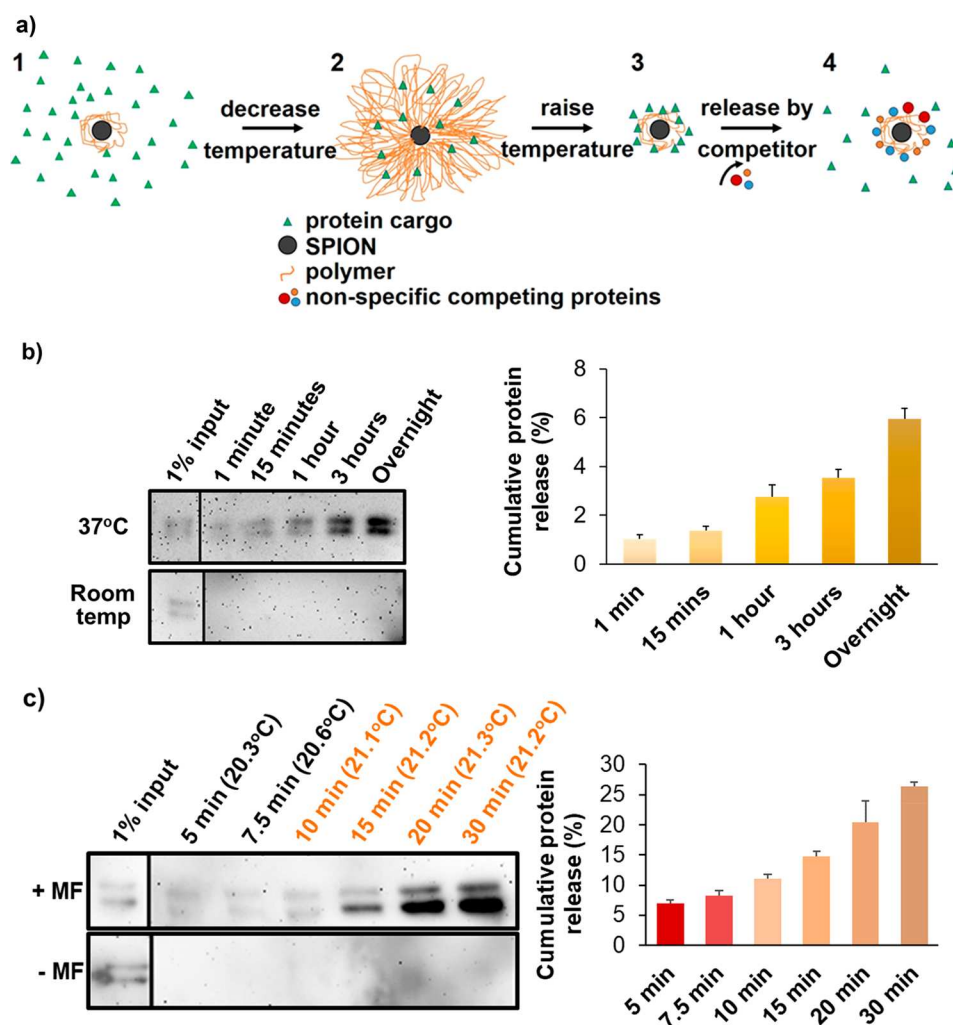 a)
1
2
3
4
decrease
temperature
raise
temperature
release by
competitor
protein cargo
SPION
polymer
non-specific competing proteins
b)
1% input
1 minute
15 minutes
1 hour
3 hours
Overnight
37°C
Room
temp
Cumulative protein
release (%)
8
6
4
2
0
1 min
15 mins
1 hour
3 hours
Overnight
c)
1% input
5 min (20.3°C)
7.5 min (20.6°C)
10 min (21.1°C)
15 min (21.2°C)
20 min (21.3°C)
30 min (21.2°C)
+ MF
- MF
Cumulative protein
release (%)
30
25
20
15
10
5
0
5 min
7.5 min
10 min
15 min
20 min
30 min